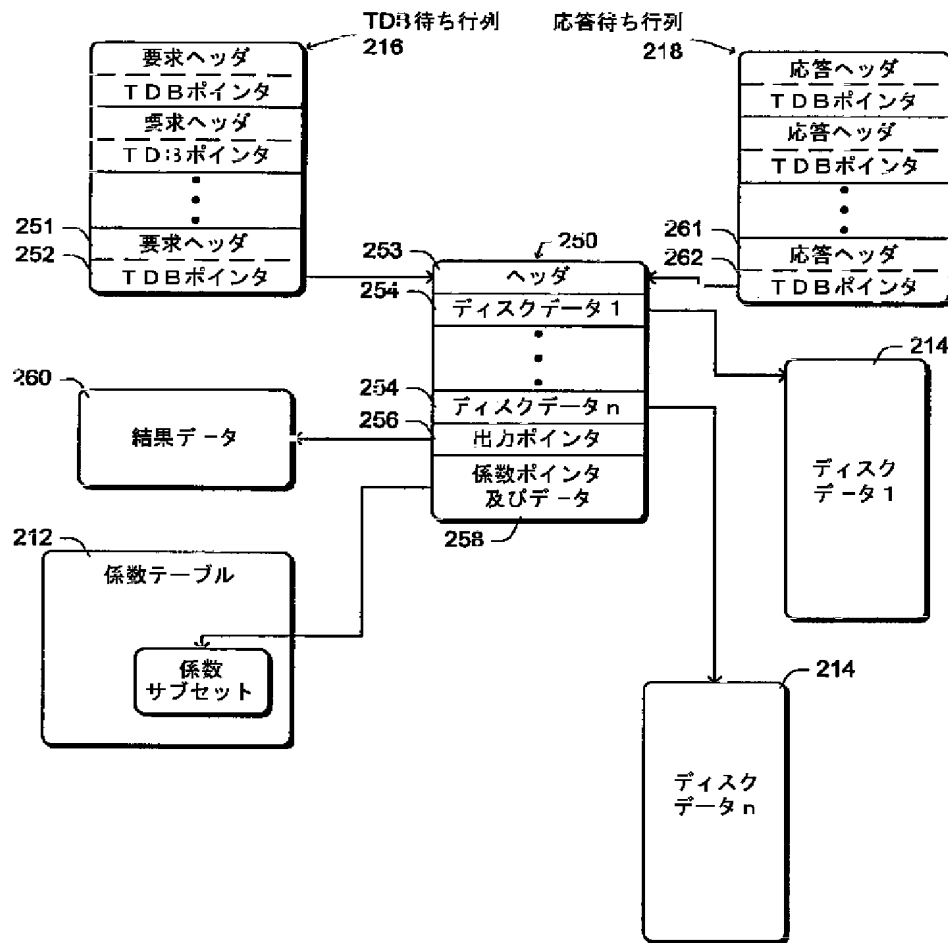 TDB待ち行列
216
要求ヘッダ
TDBポインタ
要求ヘッダ
TDBポインタ
251
要求ヘッダ
252
TDBポインタ
応答待ち行列
218
応答ヘッダ
TDBポインタ
応答ヘッダ
TDBポインタ
261
応答ヘッダ
262
TDBポインタ
250
253
ヘッダ
254
ディスクデータ1
254
ディスクデータn
256
出力ポインタ
係数ポインタ
及びデータ
258
260
結果データ
212
係数テーブル
係数
サブセット
214
ディスク
データ1
214
ディスク
データn